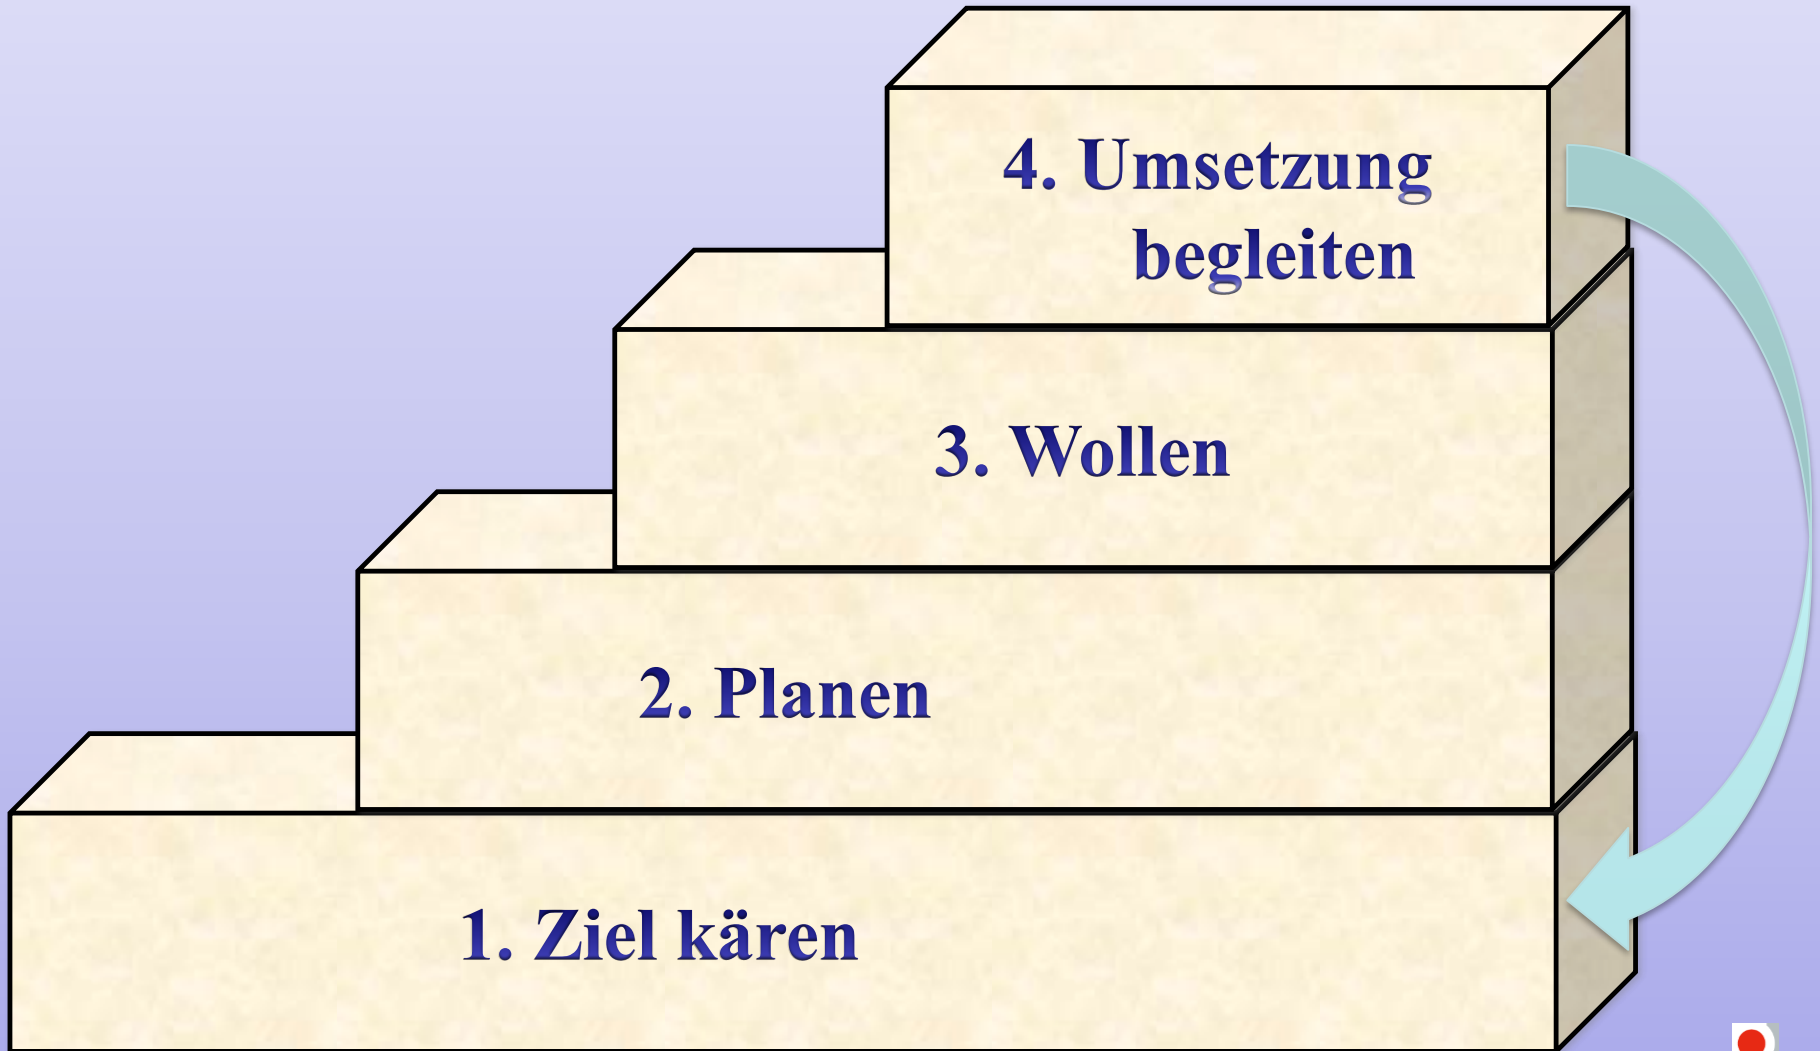 4. Umsetzung
begleiten
3. Wollen
2. Planen
1. Ziel kären